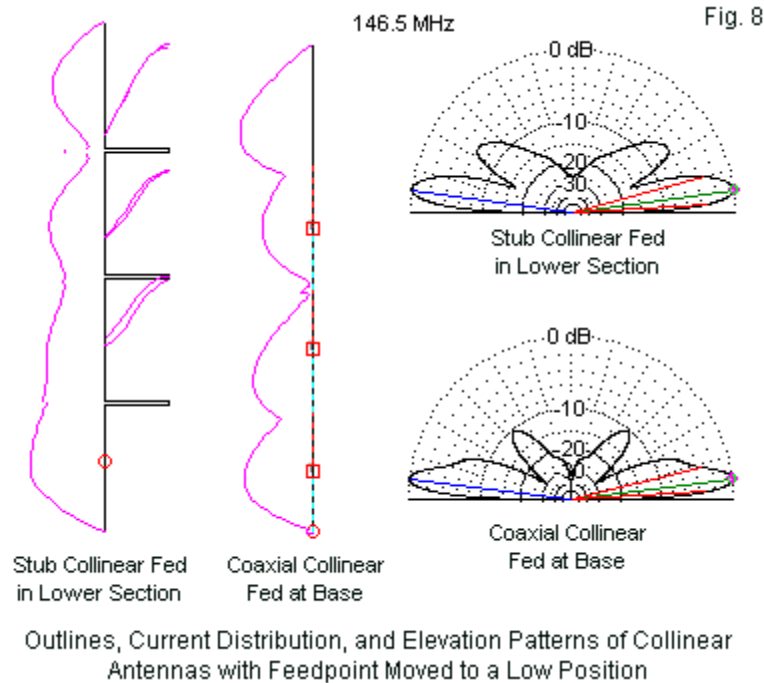 146.5 MHz
Fig. 8
0 dB
-10
-20
-30
Stub Collinear Fed
in Lower Section
0 dB
-10
-20
-30
Coaxial Collinear
Fed at Base
Stub Collinear Fed
in Lower Section
Coaxial Collinear
Fed at Base
Outlines, Current Distribution, and Elevation Patterns of Collinear
Antennas with Feedpoint Moved to a Low Position